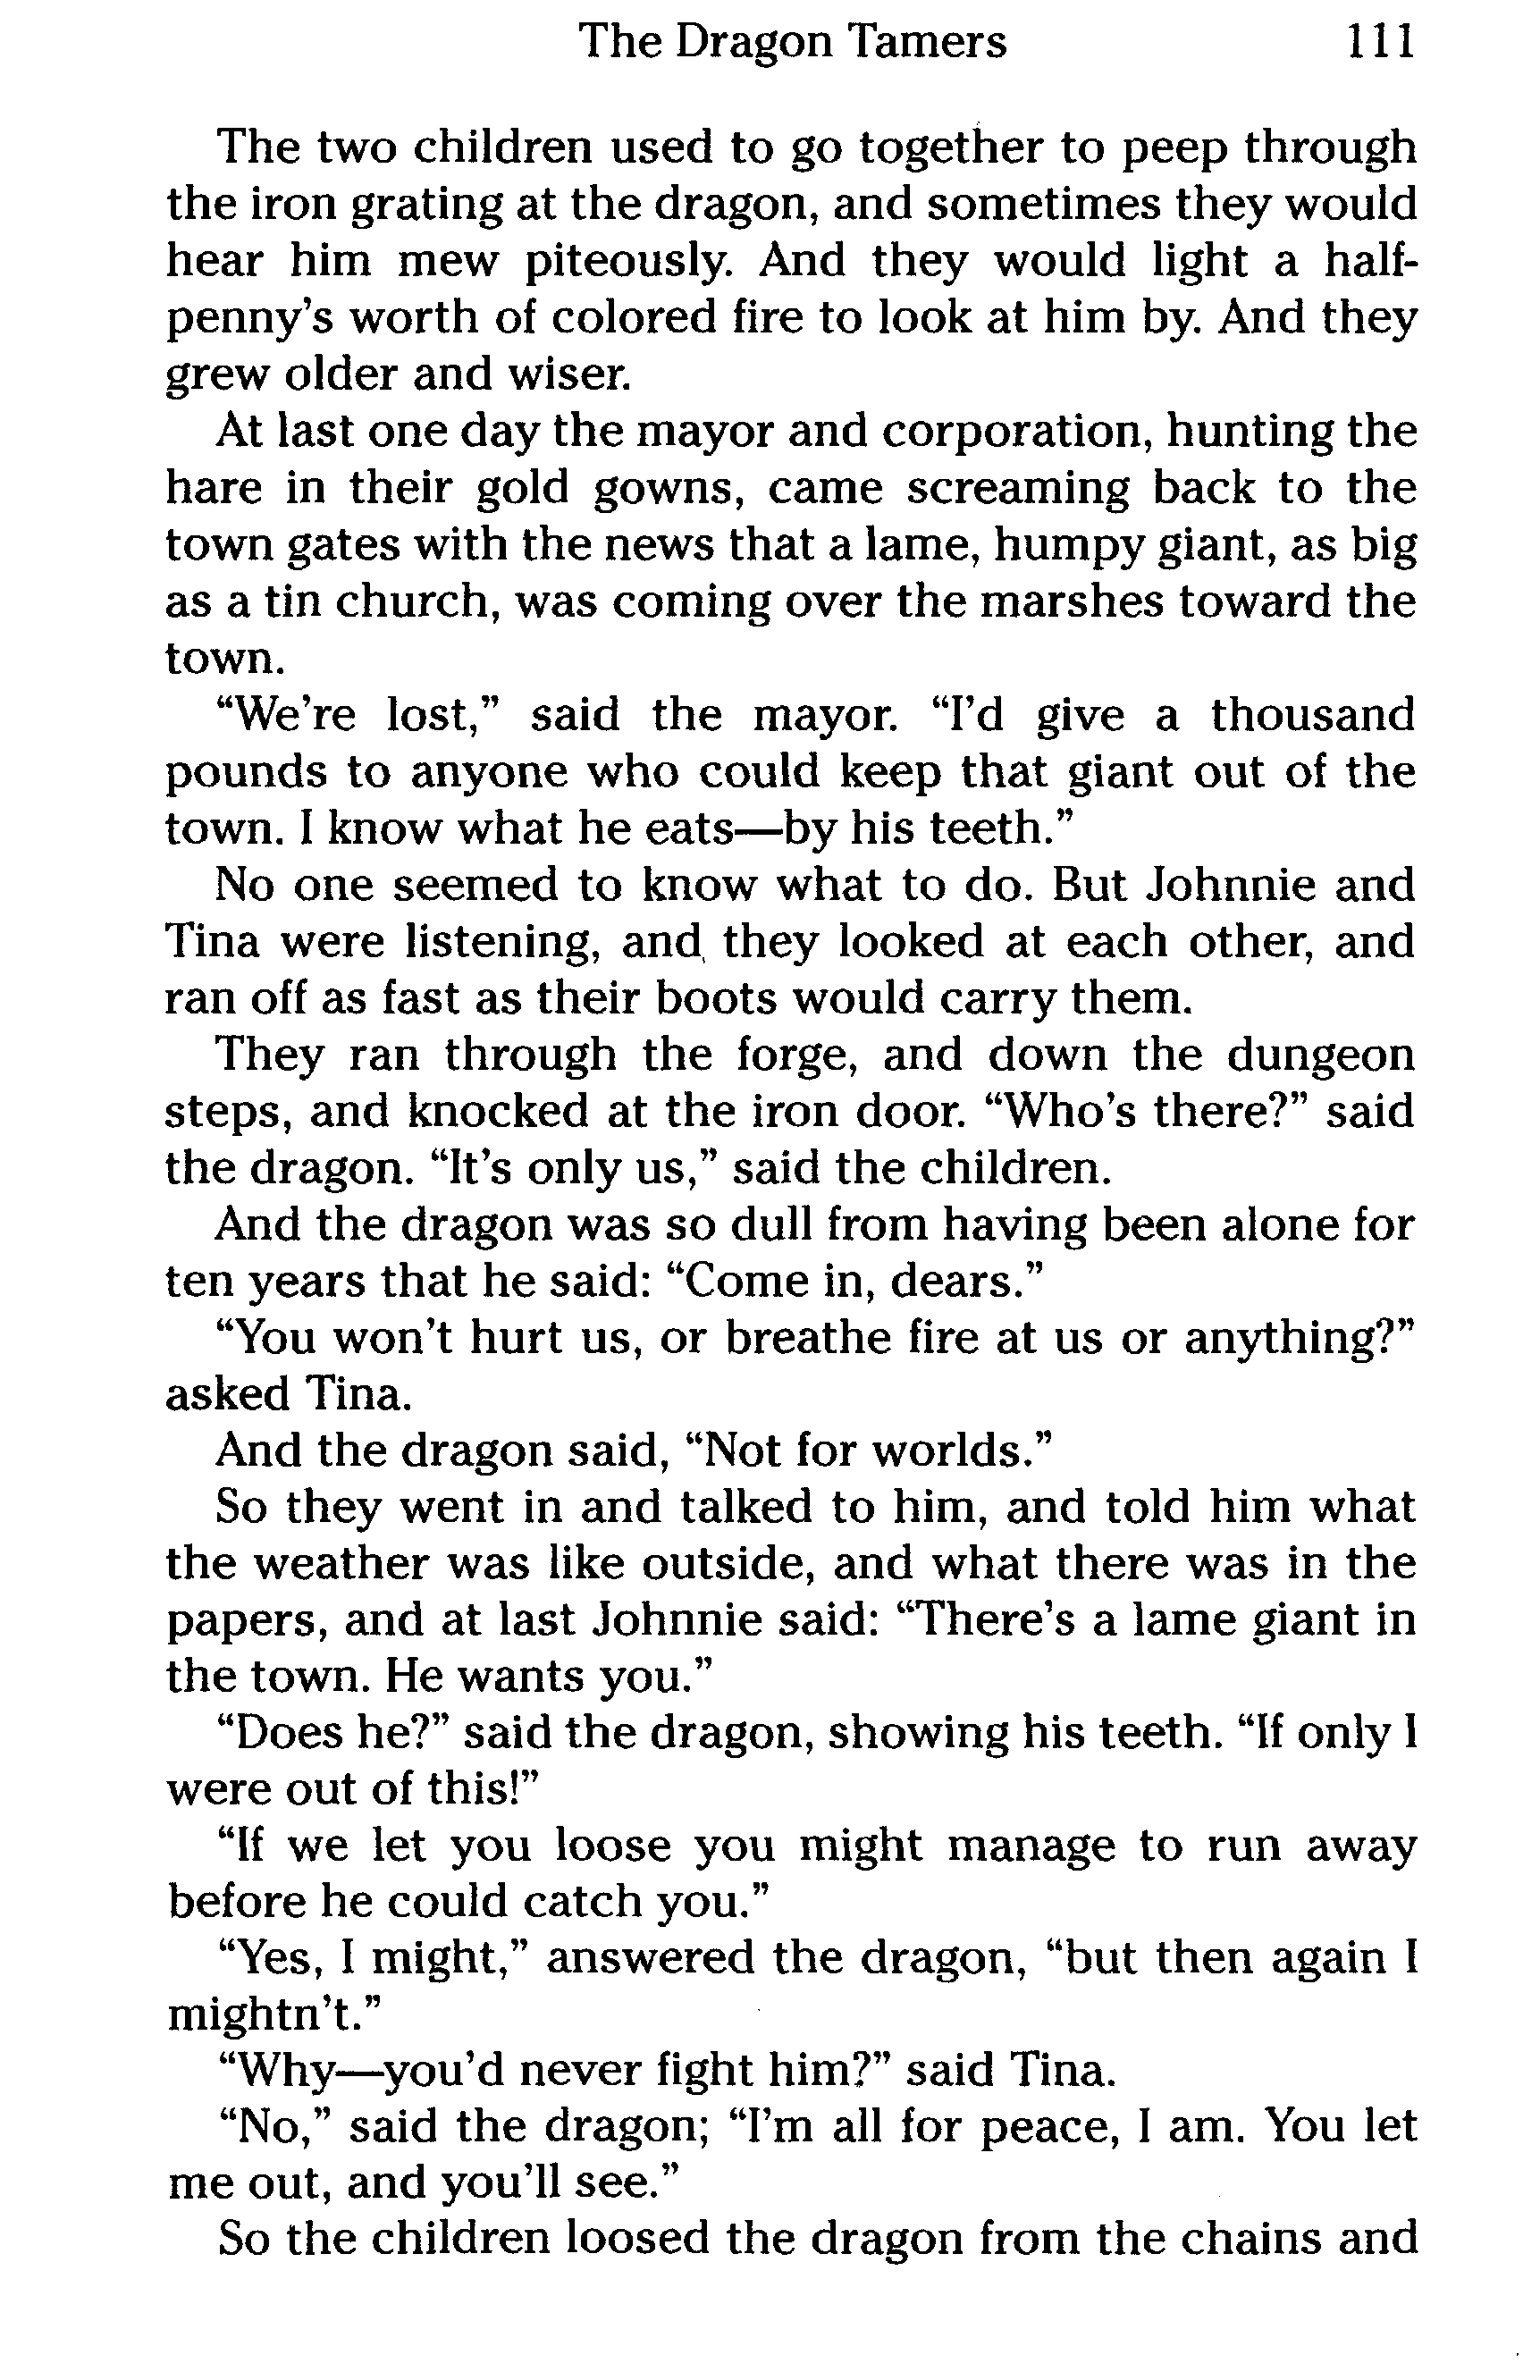 The Dragon Tamers 111
The two children used to go together to peep through
the iron grating at the dragon, and sometimes they would
hear him mew piteously. And they would light a half-
penny's worth of colored fire to look at him by. And they
grew older and wiser.
At last one day the mayor and corporation, hunting the
hare in their gold gowns, came screaming back to the
town gates with the news that a lame, humpy giant, as big
as a tin church, was coming over the marshes toward the
town.
“We're lost,” said the mayor. “I'd give a thousand
pounds to anyone who could keep that giant out of the
town. I know what he eats—by his teeth.”
No one seemed to know what to do. But Johnnie and
Tina were listening, and they looked at each other, and
ran off as fast as their boots would carry them.
They ran through the forge, and down the dungeon
steps, and knocked at the iron door. “Who's there?” said
the dragon. “It's only us,” said the children.
And the dragon was so dull from having been alone for
ten years that he said: “Come in, dears.”
“You won't hurt us, or breathe fire at us or anything?”
asked Tina.
And the dragon said, “Not for worlds.”
So they went in and talked to him, and told him what
the weather was like outside, and what there was in the
papers, and at last Johnnie said: “There's a lame giant in
the town. He wants you.”
“Does he?” said the dragon, showing his teeth. “If only I
were out of this!”
“If we let you loose you might manage to run away
before he could catch you.”
“Yes, I might,” answered the dragon, “but then again I
mightn't.”
“Why—you'd never fight him?” said Tina.
“No,” said the dragon; “I'm all for peace, I am. You let
me out, and you'll see.”
So the children loosed the dragon from the chains and